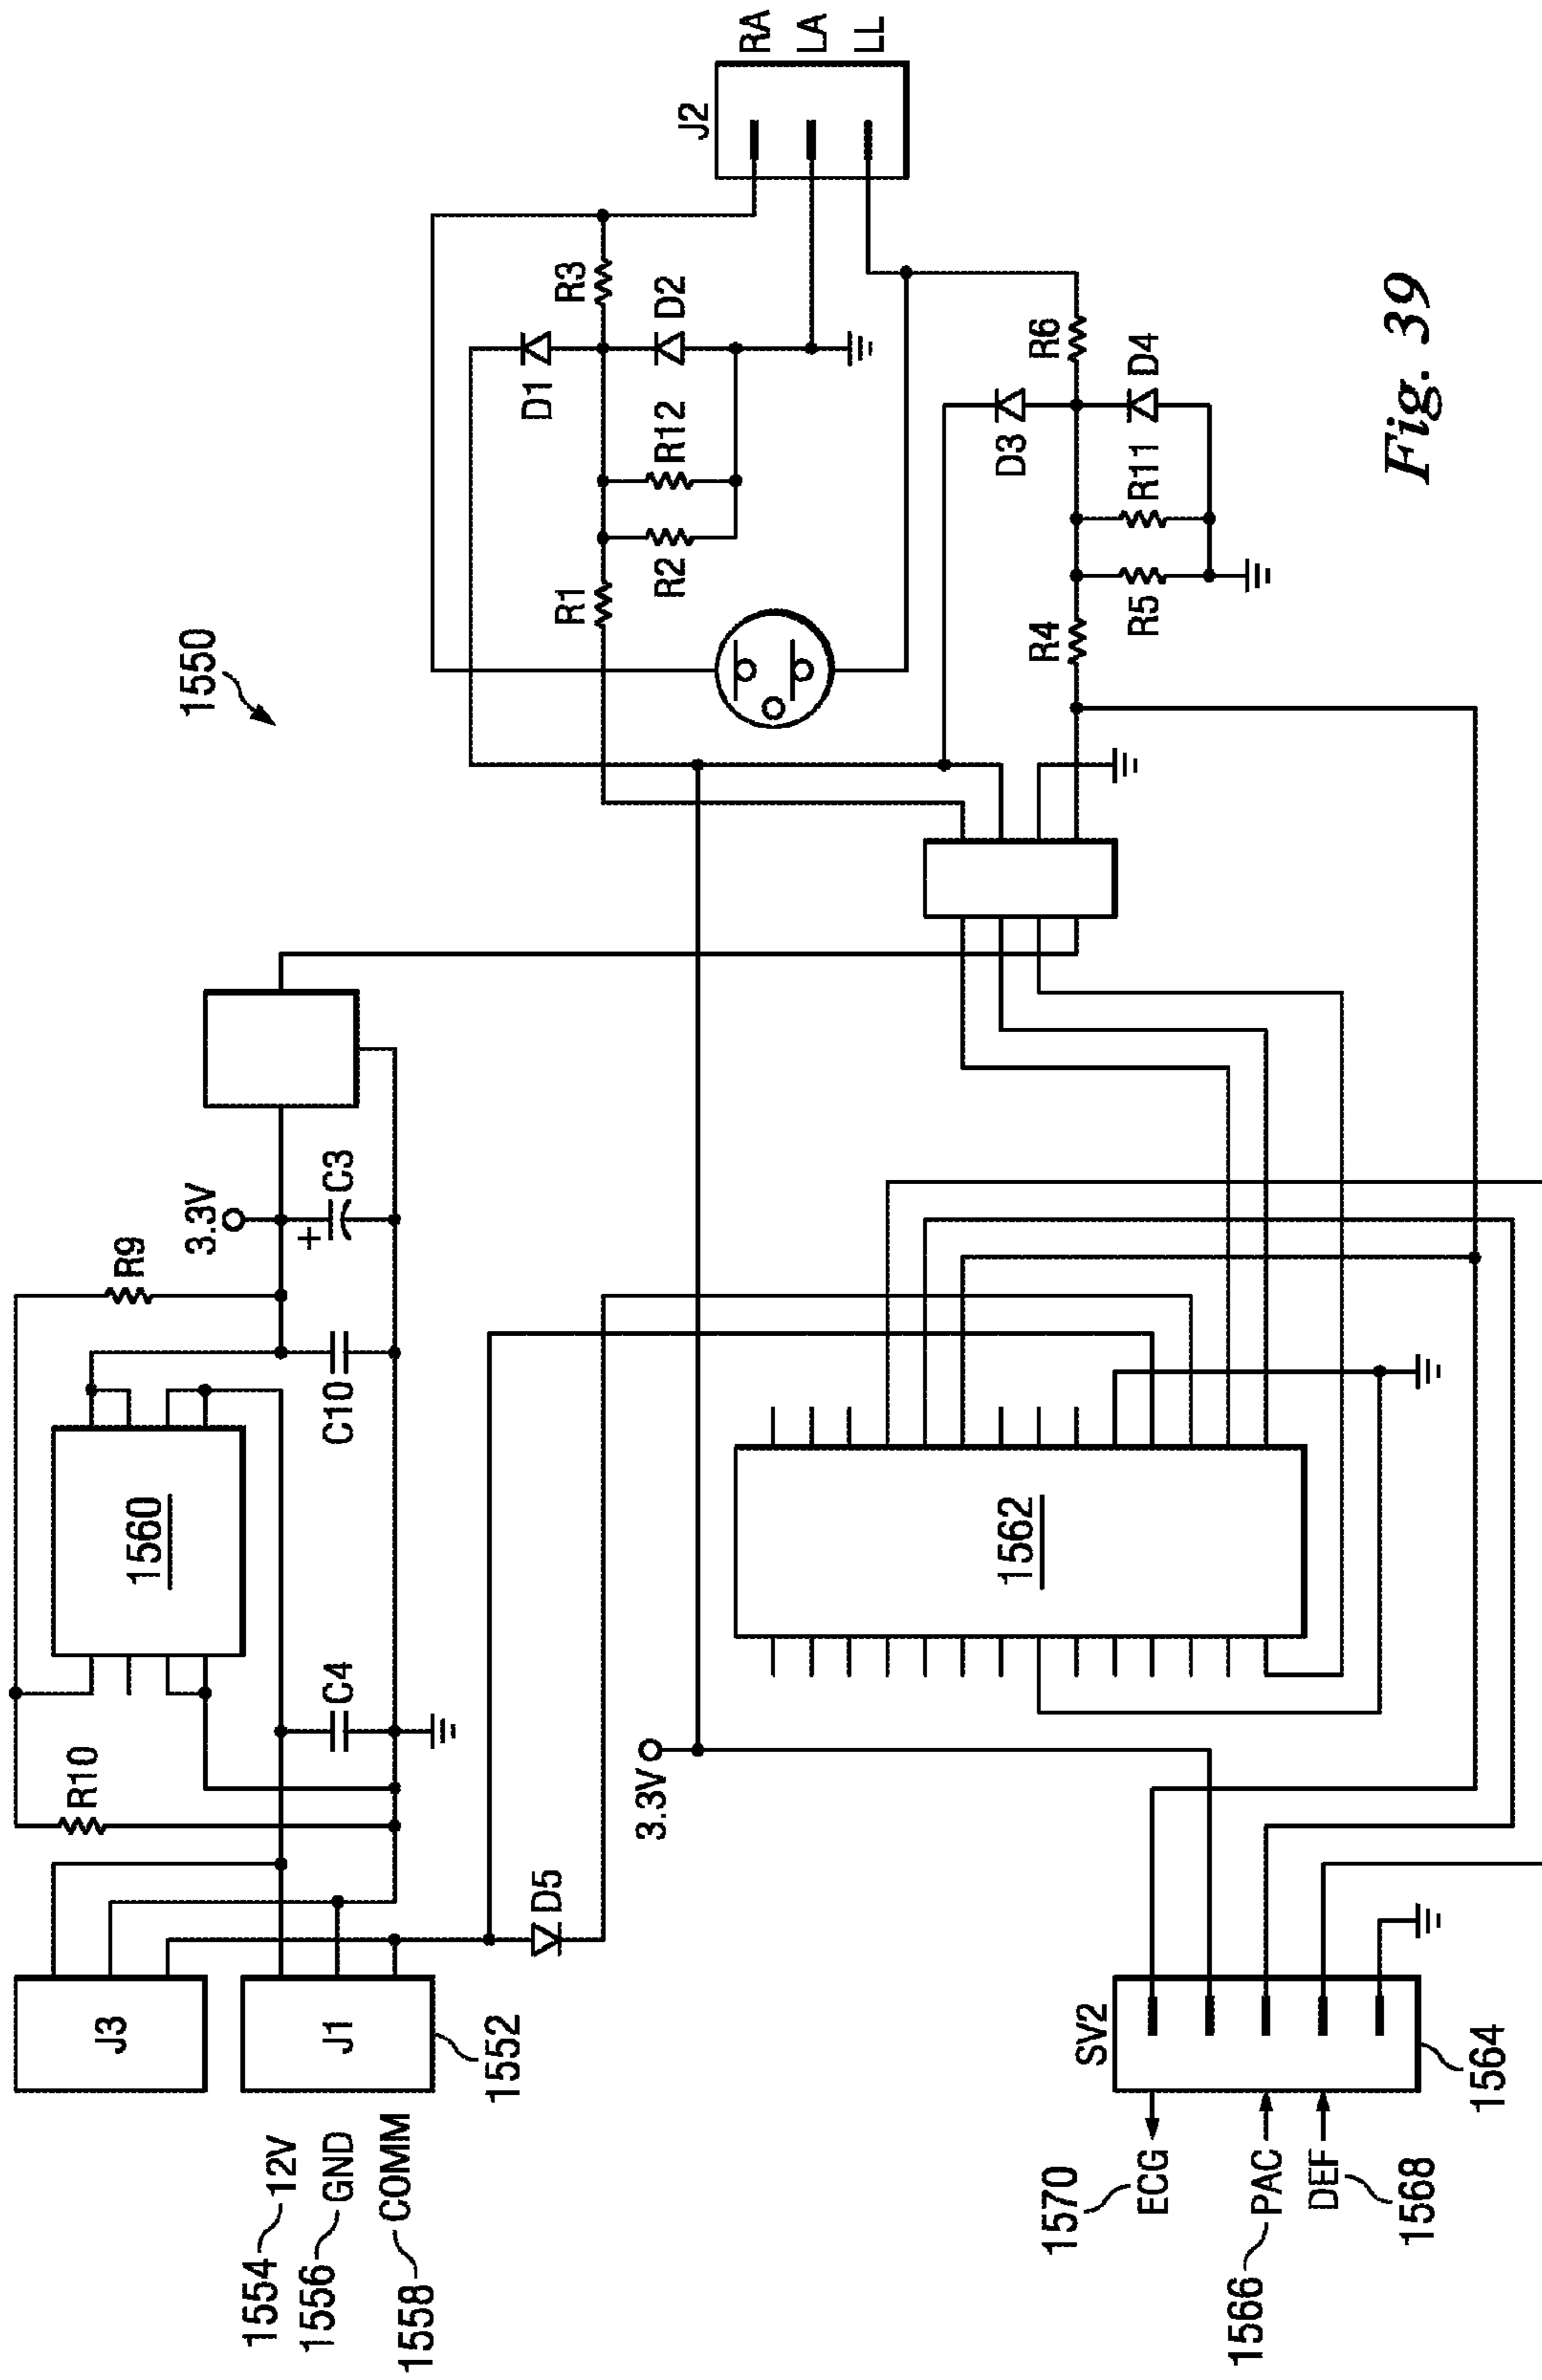 1550
J3
J1
1552
1554 12V
1556 GND
1558 COMM
R10
1560
C4
R9
3.3V
C10
+
C3
D5
3.3V
1562
SV2
1564
1570
ECG
1566 PAC
DEF
1568
R1
R2
R12
D1
D2
R3
R4
R5
R11
D3
D4
R6
J2
RA
LA
LL
Fig. 39